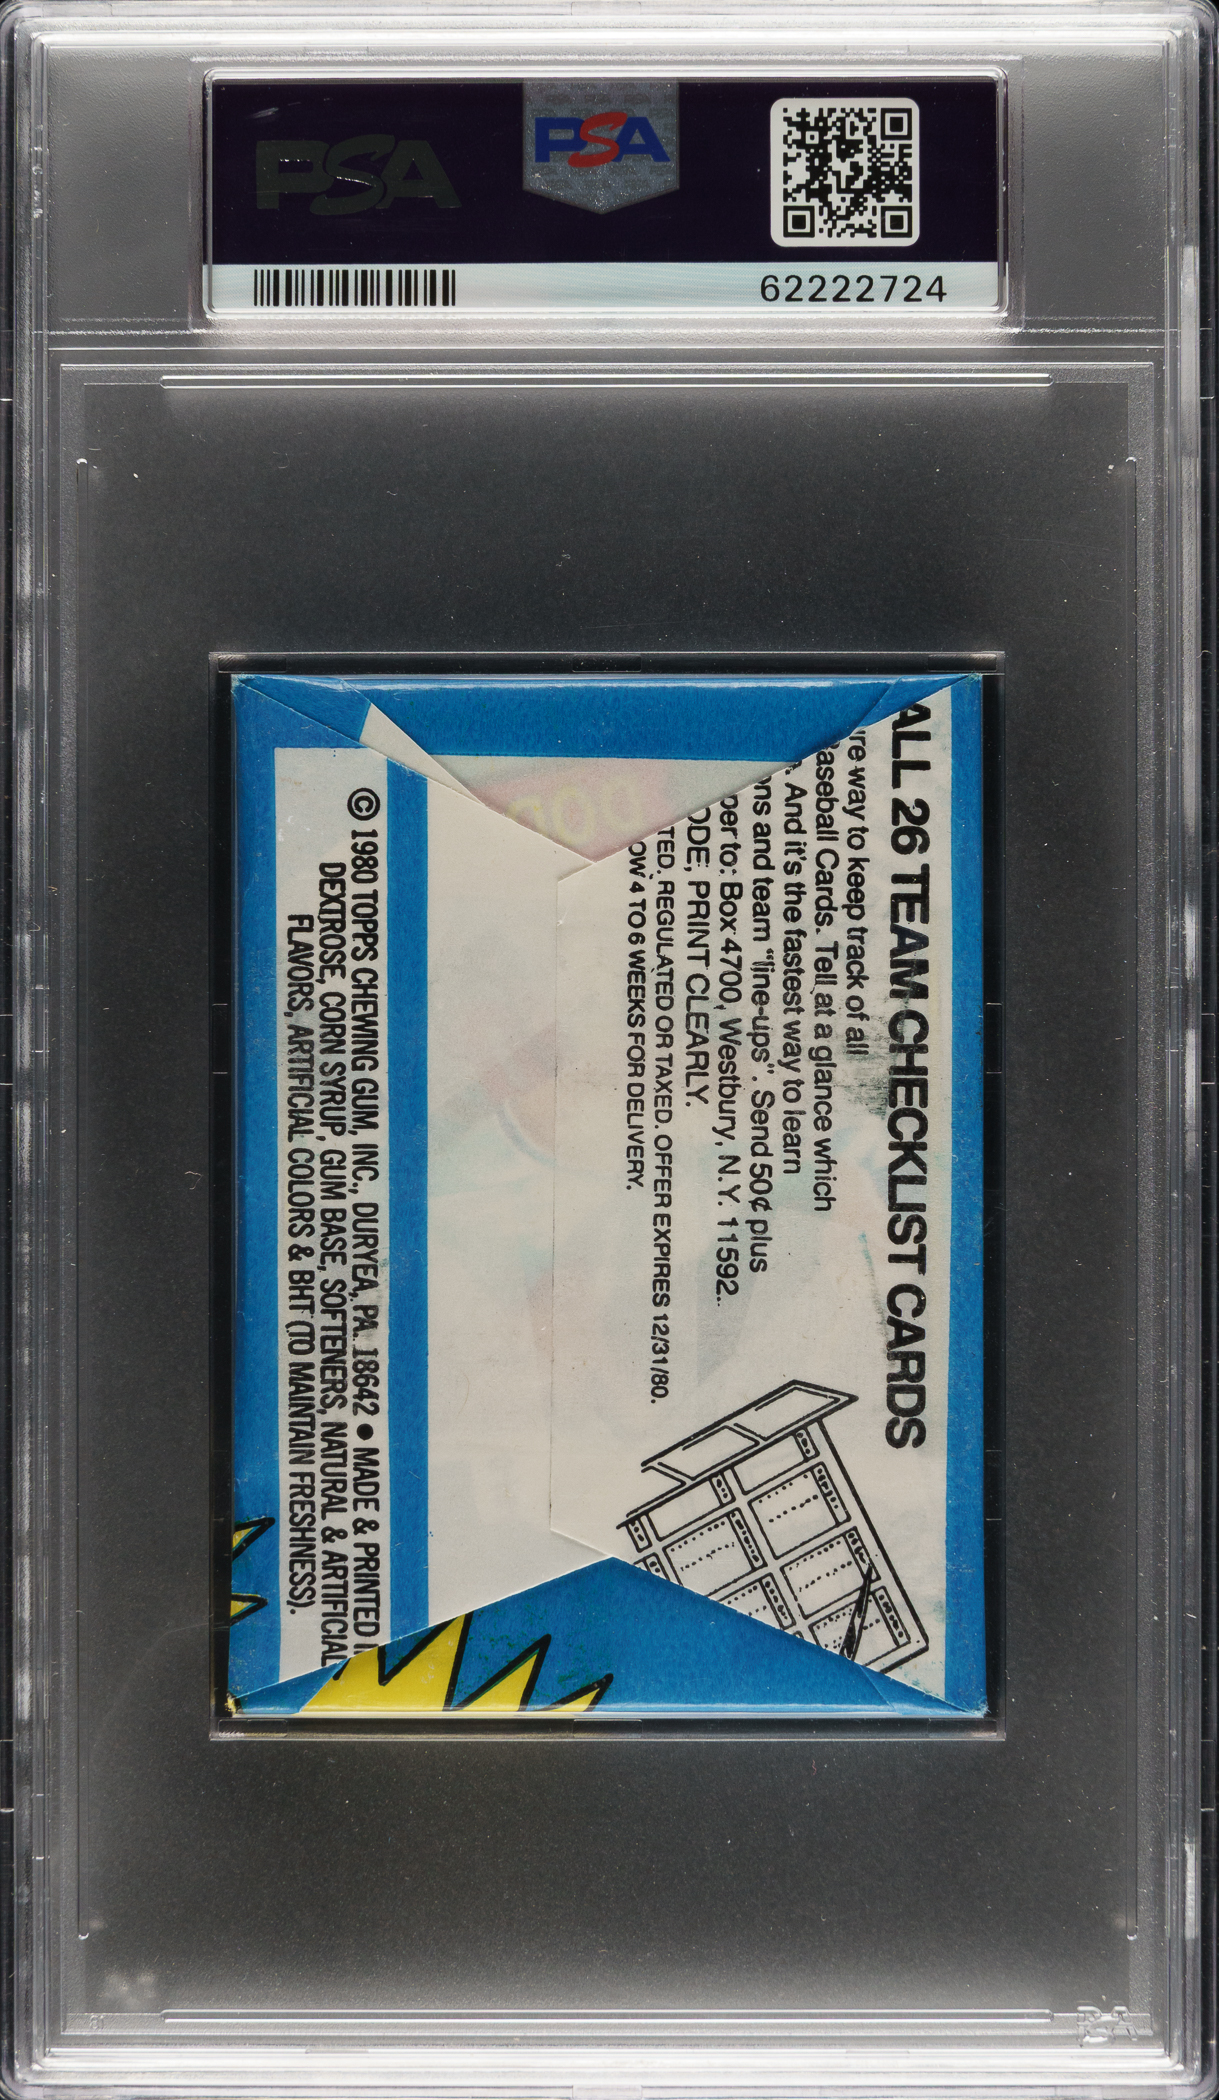 PSA
PSA
62222724
ALL 26 TEAM CHECKLIST CARDS
re way to keep track of all
aseball Cards. Tell at a glance which
. And it's the fastest way to learn
ns and team "line-ups". Send 50¢ plus
per to: Box 4700, Westbury, N.Y. 11592.
ODE; PRINT CLEARLY.
TED, REGULATED OR TAXED. OFFER EXPIRES 12/31/80.
OW 4 TO 6 WEEKS FOR DELIVERY.
© 1980 TOPPS CHEWING GUM, INC., DURYEA, PA. 18642 • MADE & PRINTED I
DEXTROSE, CORN SYRUP, GUM BASE, SOFTENERS, NATURAL & ARTIFICIAL
FLAVORS, ARTIFICIAL COLORS & BHT (TO MAINTAIN FRESHNESS).